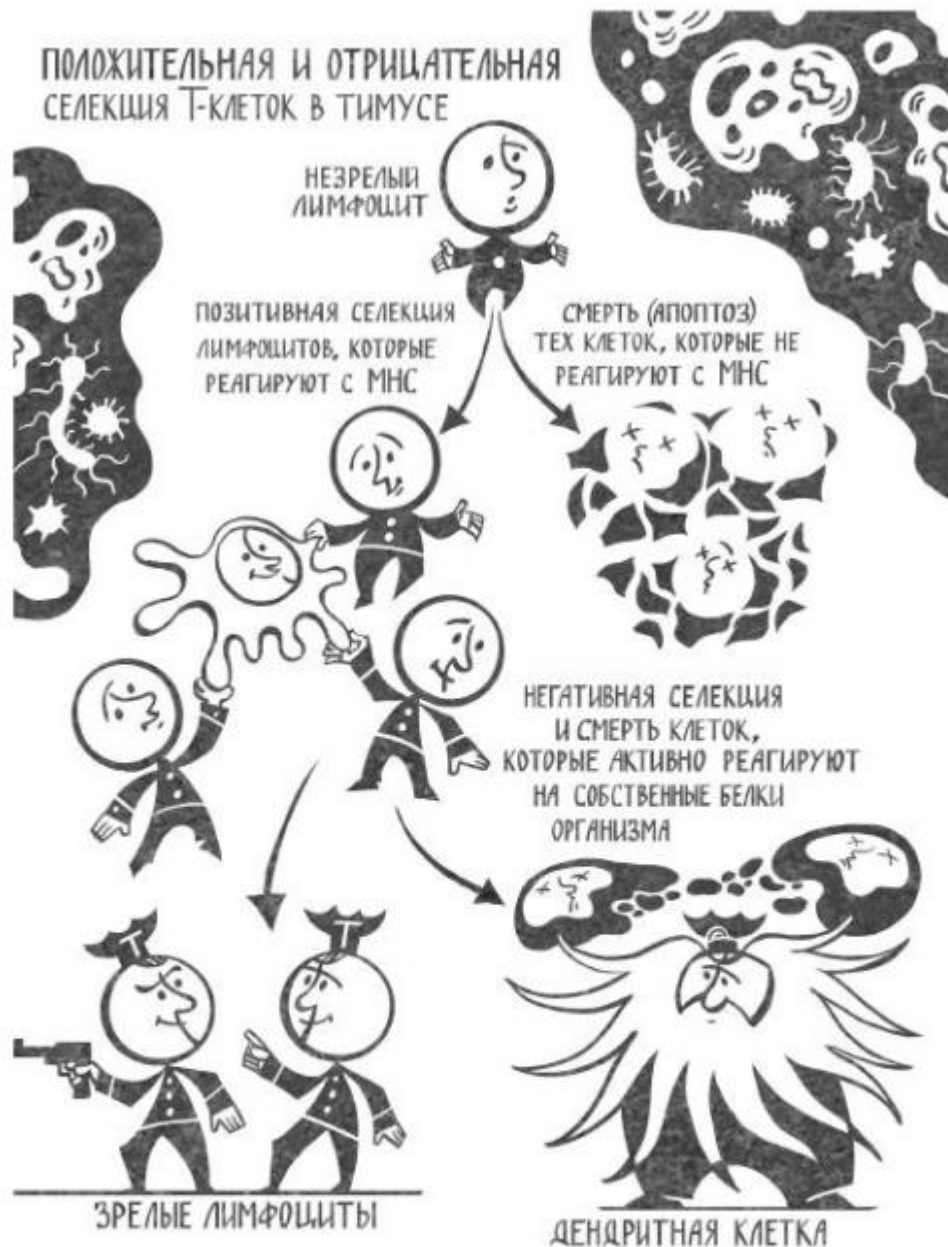 ПОЛОЖИТЕЛЬНАЯ И ОТРИЦАТЕЛЬНАЯ
СЕЛЕКЦИЯ Т-КЛЕТОК В ТИМУСЕ
НЕЗРЕЛЫЙ
ЛИМФОЦИТ
ПОЗИТИВНАЯ СЕЛЕКЦИЯ
ЛИМФОЦИТОВ, КОТОРЫЕ
РЕАГИРУЮТ С МНС
СМЕРТЬ (АПОПТОЗ)
ТЕХ КЛЕТОК, КОТОРЫЕ НЕ
РЕАГИРУЮТ С МНС
НЕГАТИВНАЯ СЕЛЕКЦИЯ
И СМЕРТЬ КЛЕТОК,
КОТОРЫЕ АКТИВНО РЕАГИРУЮТ
НА СОБСТВЕННЫЕ БЕЛКИ
ОРГАНИЗМА
Т
Т
ЗРЕЛЫЕ ЛИМФОЦИТЫ
ДЕНДРИТНАЯ КЛЕТКА